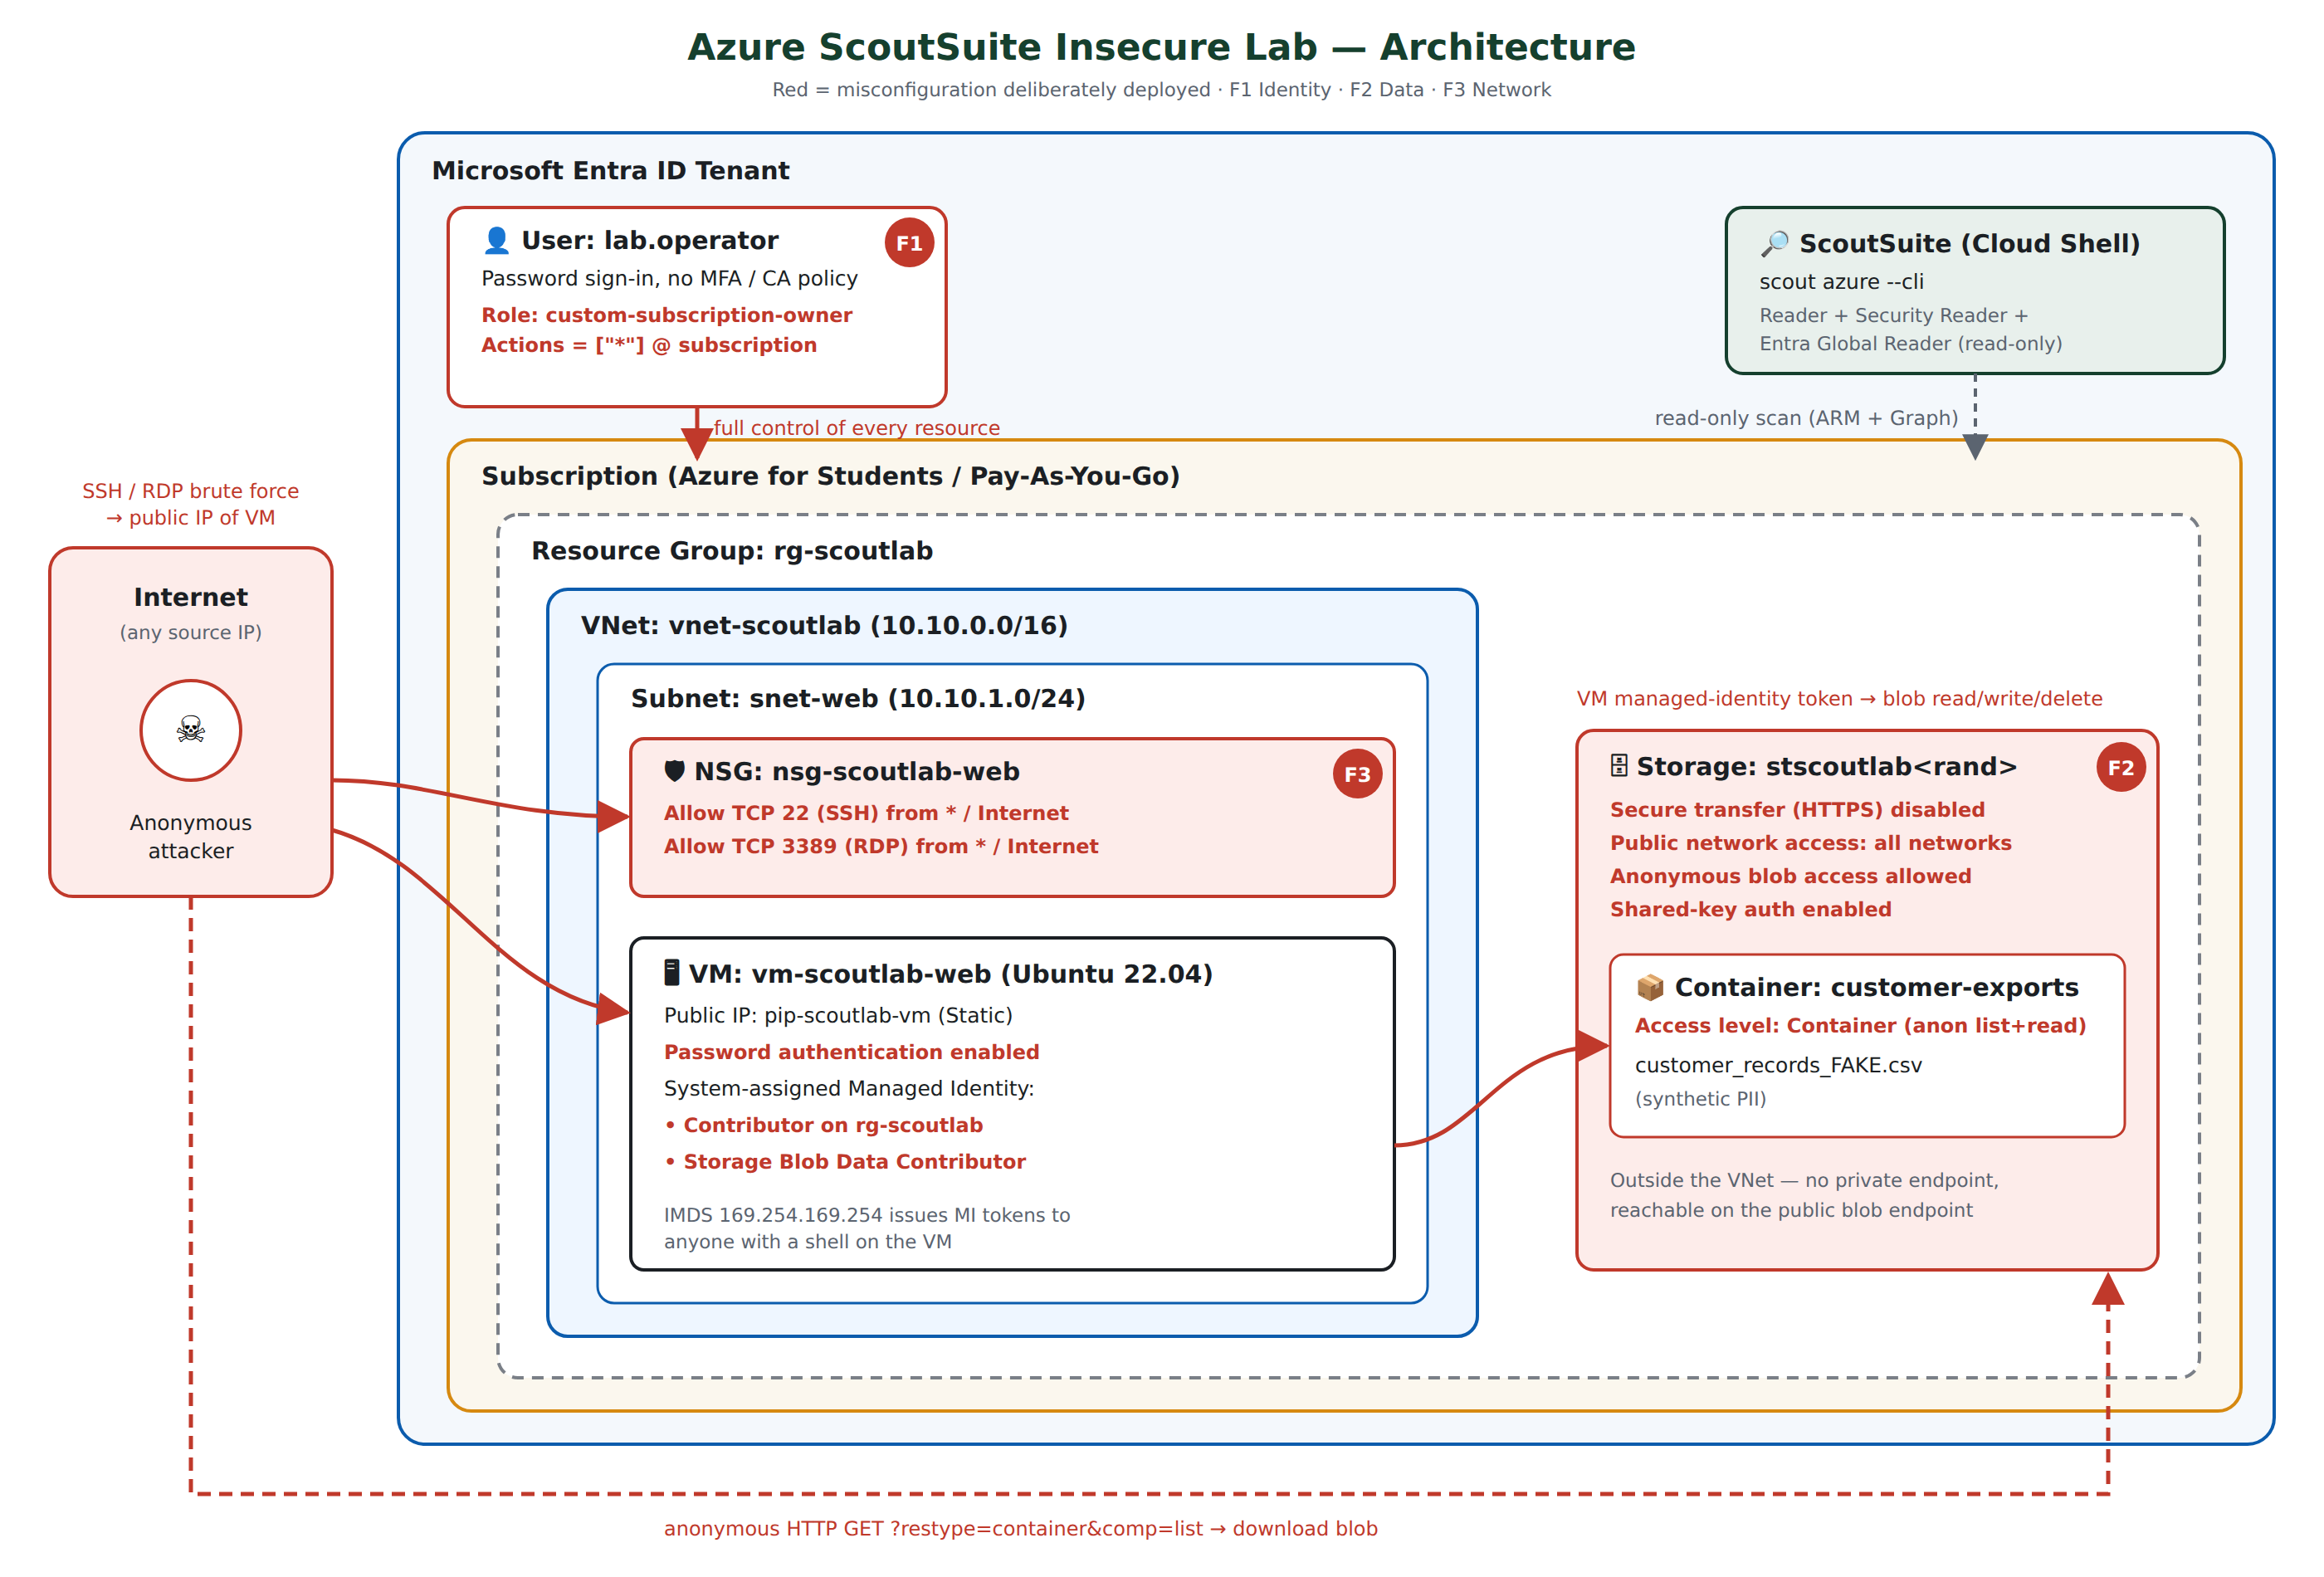 Azure ScoutSuite Insecure Lab — Architecture
Red = misconfiguration deliberately deployed · F1 Identity · F2 Data · F3 Network
Microsoft Entra ID Tenant
👤 User: lab.operator
F1
Password sign-in, no MFA / CA policy
Role: custom-subscription-owner
Actions = ["*"] @ subscription
🔎 ScoutSuite (Cloud Shell)
scout azure --cli
Reader + Security Reader +
Entra Global Reader (read-only)
full control of every resource
read-only scan (ARM + Graph)
Subscription (Azure for Students / Pay-As-You-Go)
SSH / RDP brute force
→ public IP of VM
Internet
(any source IP)
☠
Anonymous
attacker
Resource Group: rg-scoutlab
VNet: vnet-scoutlab (10.10.0.0/16)
Subnet: snet-web (10.10.1.0/24)
🛡 NSG: nsg-scoutlab-web
F3
Allow TCP 22 (SSH) from * / Internet
Allow TCP 3389 (RDP) from * / Internet
🖥 VM: vm-scoutlab-web (Ubuntu 22.04)
Public IP: pip-scoutlab-vm (Static)
Password authentication enabled
System-assigned Managed Identity:
• Contributor on rg-scoutlab
• Storage Blob Data Contributor
IMDS 169.254.169.254 issues MI tokens to
anyone with a shell on the VM
VM managed-identity token → blob read/write/delete
🗄 Storage: stscoutlab<rand>
F2
Secure transfer (HTTPS) disabled
Public network access: all networks
Anonymous blob access allowed
Shared-key auth enabled
📦 Container: customer-exports
Access level: Container (anon list+read)
customer_records_FAKE.csv
(synthetic PII)
Outside the VNet — no private endpoint,
reachable on the public blob endpoint
anonymous HTTP GET ?restype=container&comp=list → download blob